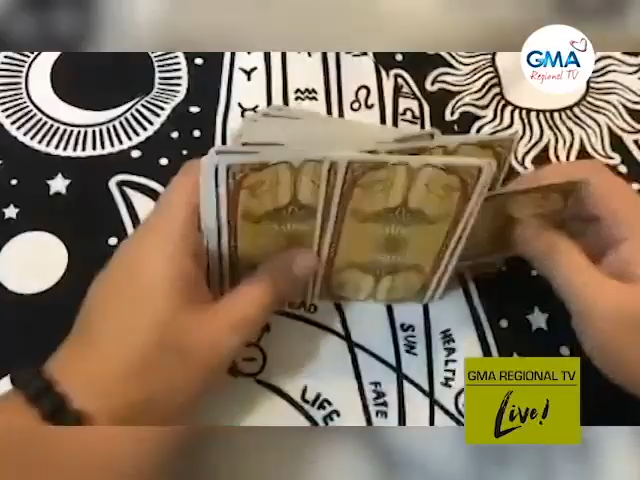 GMA
Regional TV
HEAD
SUN
HEALTH
LIFE
FATE
GMA REGIONAL TV
Live!